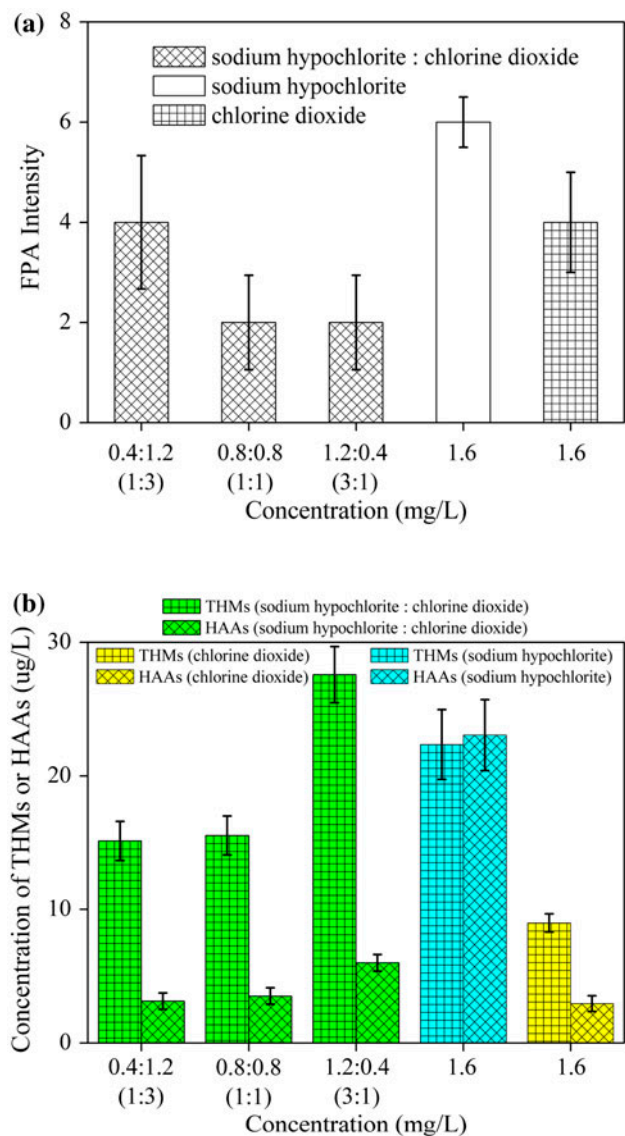 (a)
8
6
4
2
0
FPA Intensity
sodium hypochlorite : chlorine dioxide
sodium hypochlorite
chlorine dioxide
0.4:1.2 0.8:0.8 1.2:0.4 1.6 1.6
(1:3) (1:1) (3:1)
Concentration (mg/L)
(b)
THMs (sodium hypochlorite : chlorine dioxide)
HAAs (sodium hypochlorite : chlorine dioxide)
30
20
10
0
Concentration of THMs or HAAs (ug/L)
THMs (chlorine dioxide) THMs (sodium hypochlorite)
HAAs (chlorine dioxide) HAAs (sodium hypochlorite)
0.4:1.2 0.8:0.8 1.2:0.4 1.6 1.6
(1:3) (1:1) (3:1)
Concentration (mg/L)